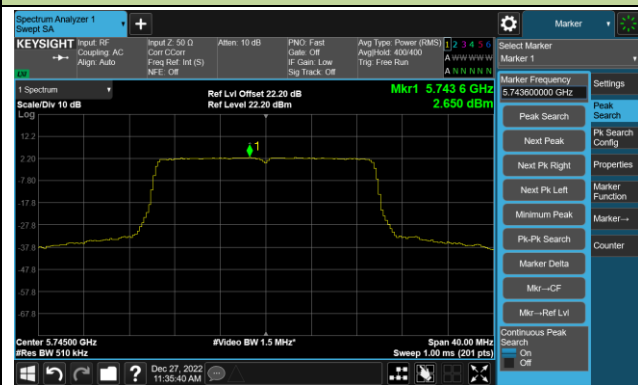 Spectrum Analyzer 1
Swept SA
Marker
KEYSIGHT
Input: RF
Coupling: AC
Align: Auto
Input Z: 50 Ω
Corr CCorr
Freq Ref: Int (S)
NFE: Off
Atten: 10 dB
PNO: Fast
Gate: Off
IF Gain: Low
Sig Track: Off
Avg Type: Power (RMS)
Avg|Hold: 400/400
Trig: Free Run
1 2 3 4 5 6
A W W W W W
A N N N N N
Select Marker
Marker 1
1 Spectrum
Scale/Div 10 dB
Log
Ref Lvl Offset 22.20 dB
Ref Level 22.20 dBm
Mkr1 5.743 6 GHz
2.650 dBm
1
12.2
2.20
-7.80
-17.8
-27.8
-37.8
-47.8
-57.8
-67.8
Center 5.74500 GHz
#Res BW 510 kHz
#Video BW 1.5 MHz*
Span 40.00 MHz
Sweep 1.00 ms (201 pts)
Marker Frequency
5.743600000 GHz
Peak Search
Next Peak
Next Pk Right
Next Pk Left
Minimum Peak
Pk-Pk Search
Marker Delta
Mkr→CF
Mkr→Ref Lvl
Continuous Peak
Search
On
Off
Settings
Peak
Search
Pk Search
Config
Properties
Marker
Function
Marker→
Counter
Dec 27, 2022
11:35:40 AM